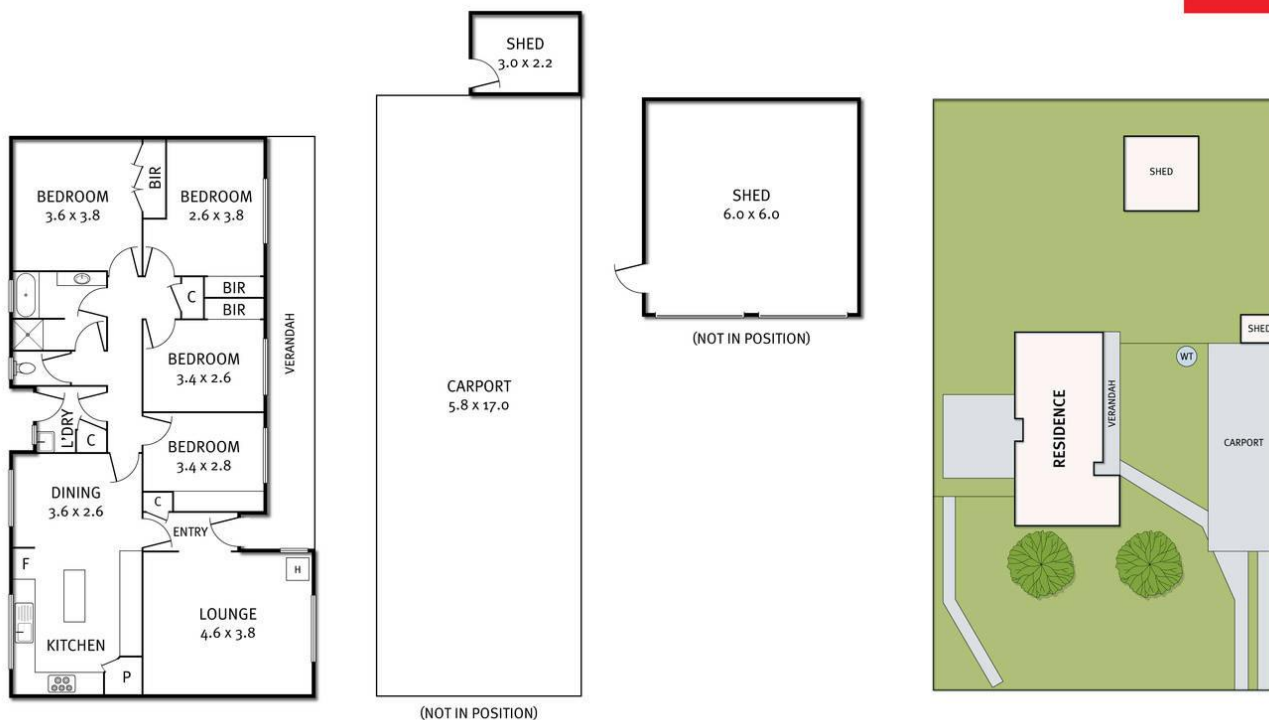 BEDROOM
3.6 x 3.8
BIR
BEDROOM
2.6 x 3.8
C
BIR
BIR
VERANDAH
BEDROOM
3.4 x 2.6
L'DRY
C
BEDROOM
3.4 x 2.8
DINING
3.6 x 2.6
C
ENTRY
F
H
LOUNGE
4.6 x 3.8
KITCHEN
P
SHED
3.0 x 2.2
CARPORT
5.8 x 17.0
(NOT IN POSITION)
SHED
6.0 x 6.0
(NOT IN POSITION)
SHED
SHED
WT
VERANDAH
RESIDENCE
CARPORT